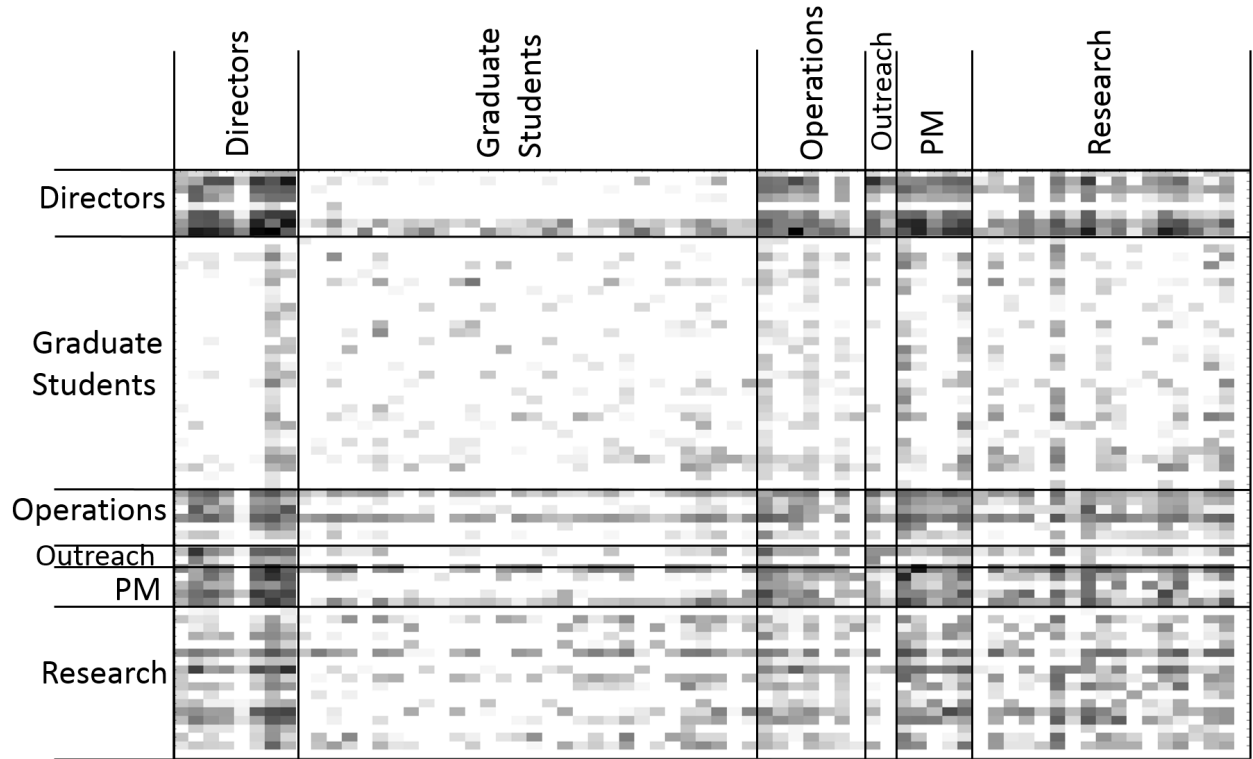 Directors
Graduate
Students
Operations
Outreach
PM
Research
Directors
Graduate
Students
Operations
Outreach
PM
Research